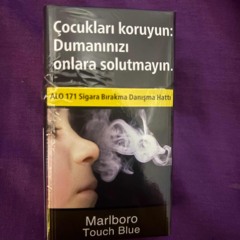 Çocukları koruyun:
Dumanınızı
onlara solutmayın.
ALO 171 Sigara Bırakma Danışma Hattı
Marlboro
Touch Blue